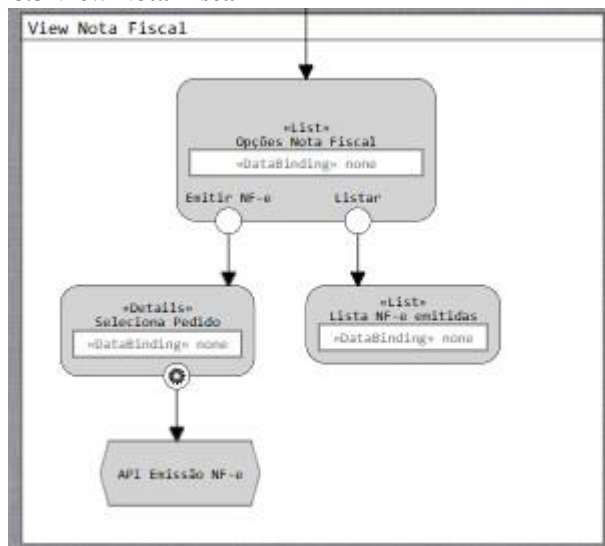 View Nota Fiscal
«List»
Opções Nota Fiscal
«DataBinding» none
Emitir NF-e Listar
«Details»
Seleciona Pedido
«DataBinding» none
«List»
Lista NF-e emitidas
«DataBinding» none
API Emissão NF-e